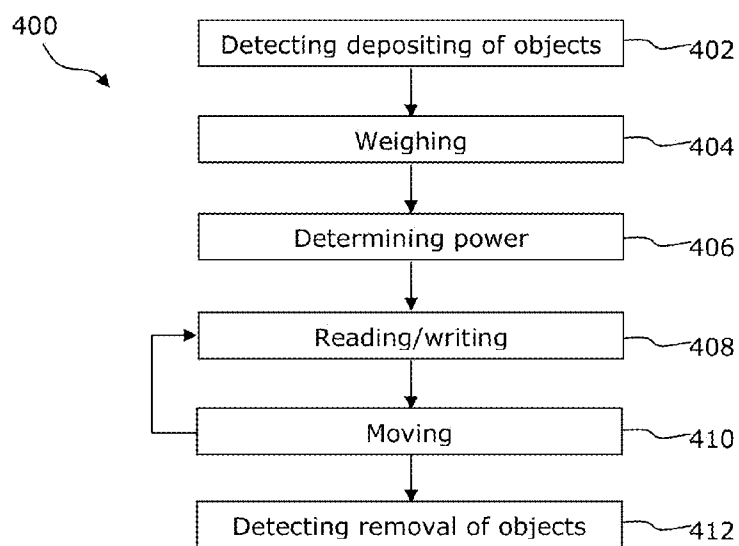 400
Detecting depositing of objects
402
Weighing
404
Determining power
406
Reading/writing
408
Moving
410
Detecting removal of objects
412